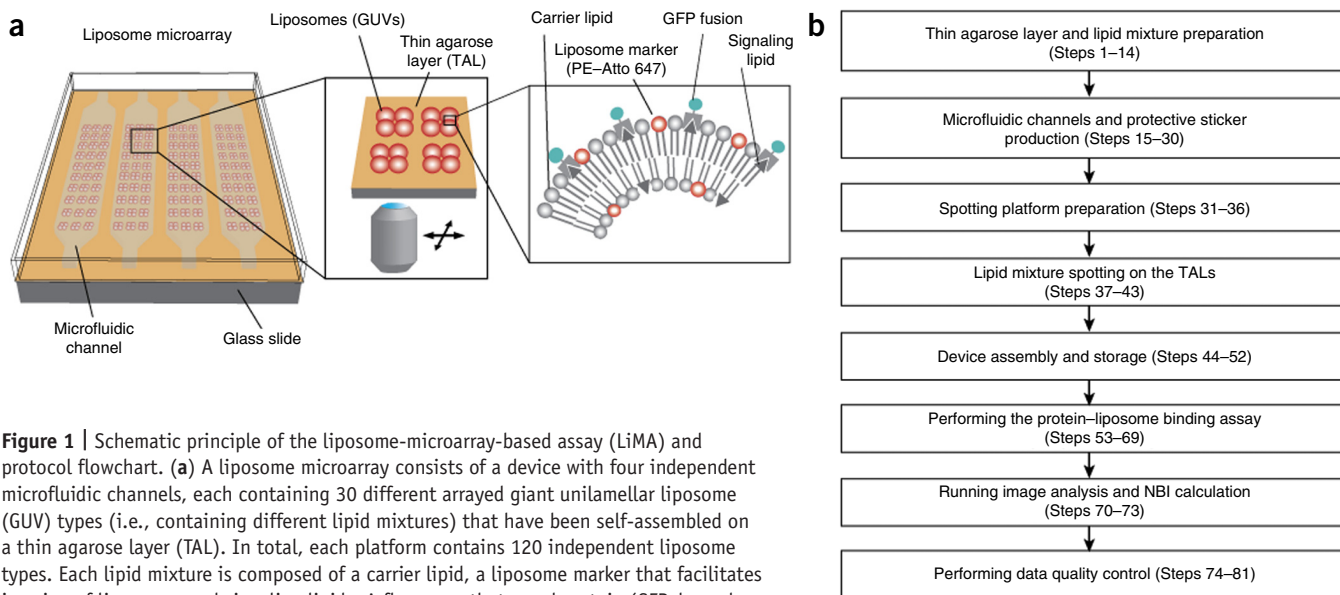 a
Liposome microarray
Liposomes (GUVs)
Thin agarose
layer (TAL)
Carrier lipid
GFP fusion
Liposome marker
(PE–Atto 647)
Signaling
lipid
Microfluidic
channel
Glass slide
Figure 1 | Schematic principle of the liposome-microarray-based assay (LiMA) and
protocol flowchart. (a) A liposome microarray consists of a device with four independent
microfluidic channels, each containing 30 different arrayed giant unilamellar liposome
(GUV) types (i.e., containing different lipid mixtures) that have been self-assembled on
a thin agarose layer (TAL). In total, each platform contains 120 independent liposome
types. Each lipid mixture is composed of a carrier lipid, a liposome marker that facilitates
b
Thin agarose layer and lipid mixture preparation
(Steps 1–14)
Microfluidic channels and protective sticker
production (Steps 15–30)
Spotting platform preparation (Steps 31–36)
Lipid mixture spotting on the TALs
(Steps 37–43)
Device assembly and storage (Steps 44–52)
Performing the protein–liposome binding assay
(Steps 53–69)
Running image analysis and NBI calculation
(Steps 70–73)
Performing data quality control (Steps 74–81)